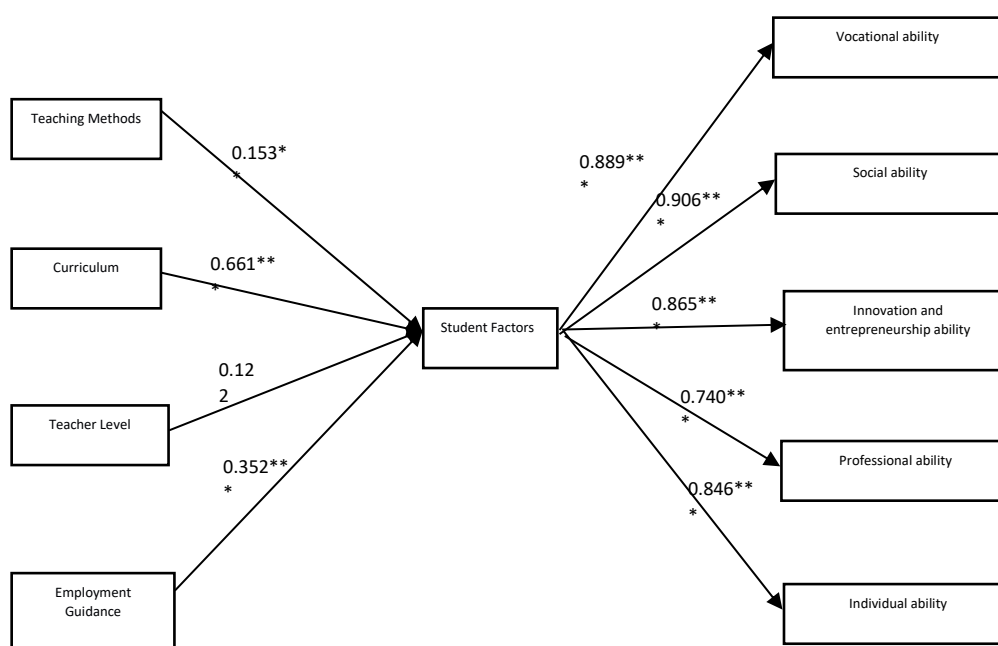 Vocational ability
Teaching Methods
0.153*
*
0.889**
*
Social ability
0.906**
*
Curriculum
0.661**
*
Student Factors
0.865**
*
Innovation and
entrepreneurship ability
0.12
2
Teacher Level
0.740**
*
Professional ability
0.352**
*
0.846**
*
Employment
Guidance
Individual ability